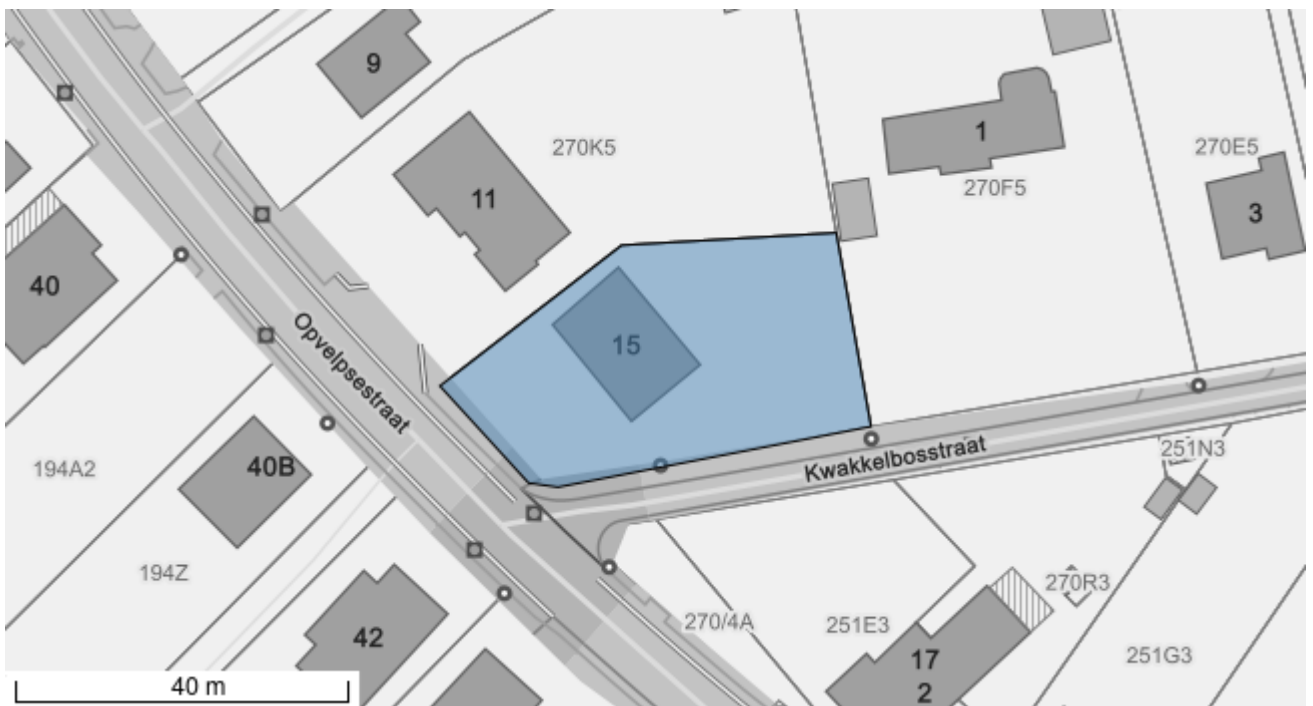 9
270K5
1
270E5
270F5
11
3
40
Opvelpsestraat
15
Kwakkelbosstraat
251N3
194A2
40B
194Z
270R3
270/4A
251E3
42
17
2
251G3
40 m